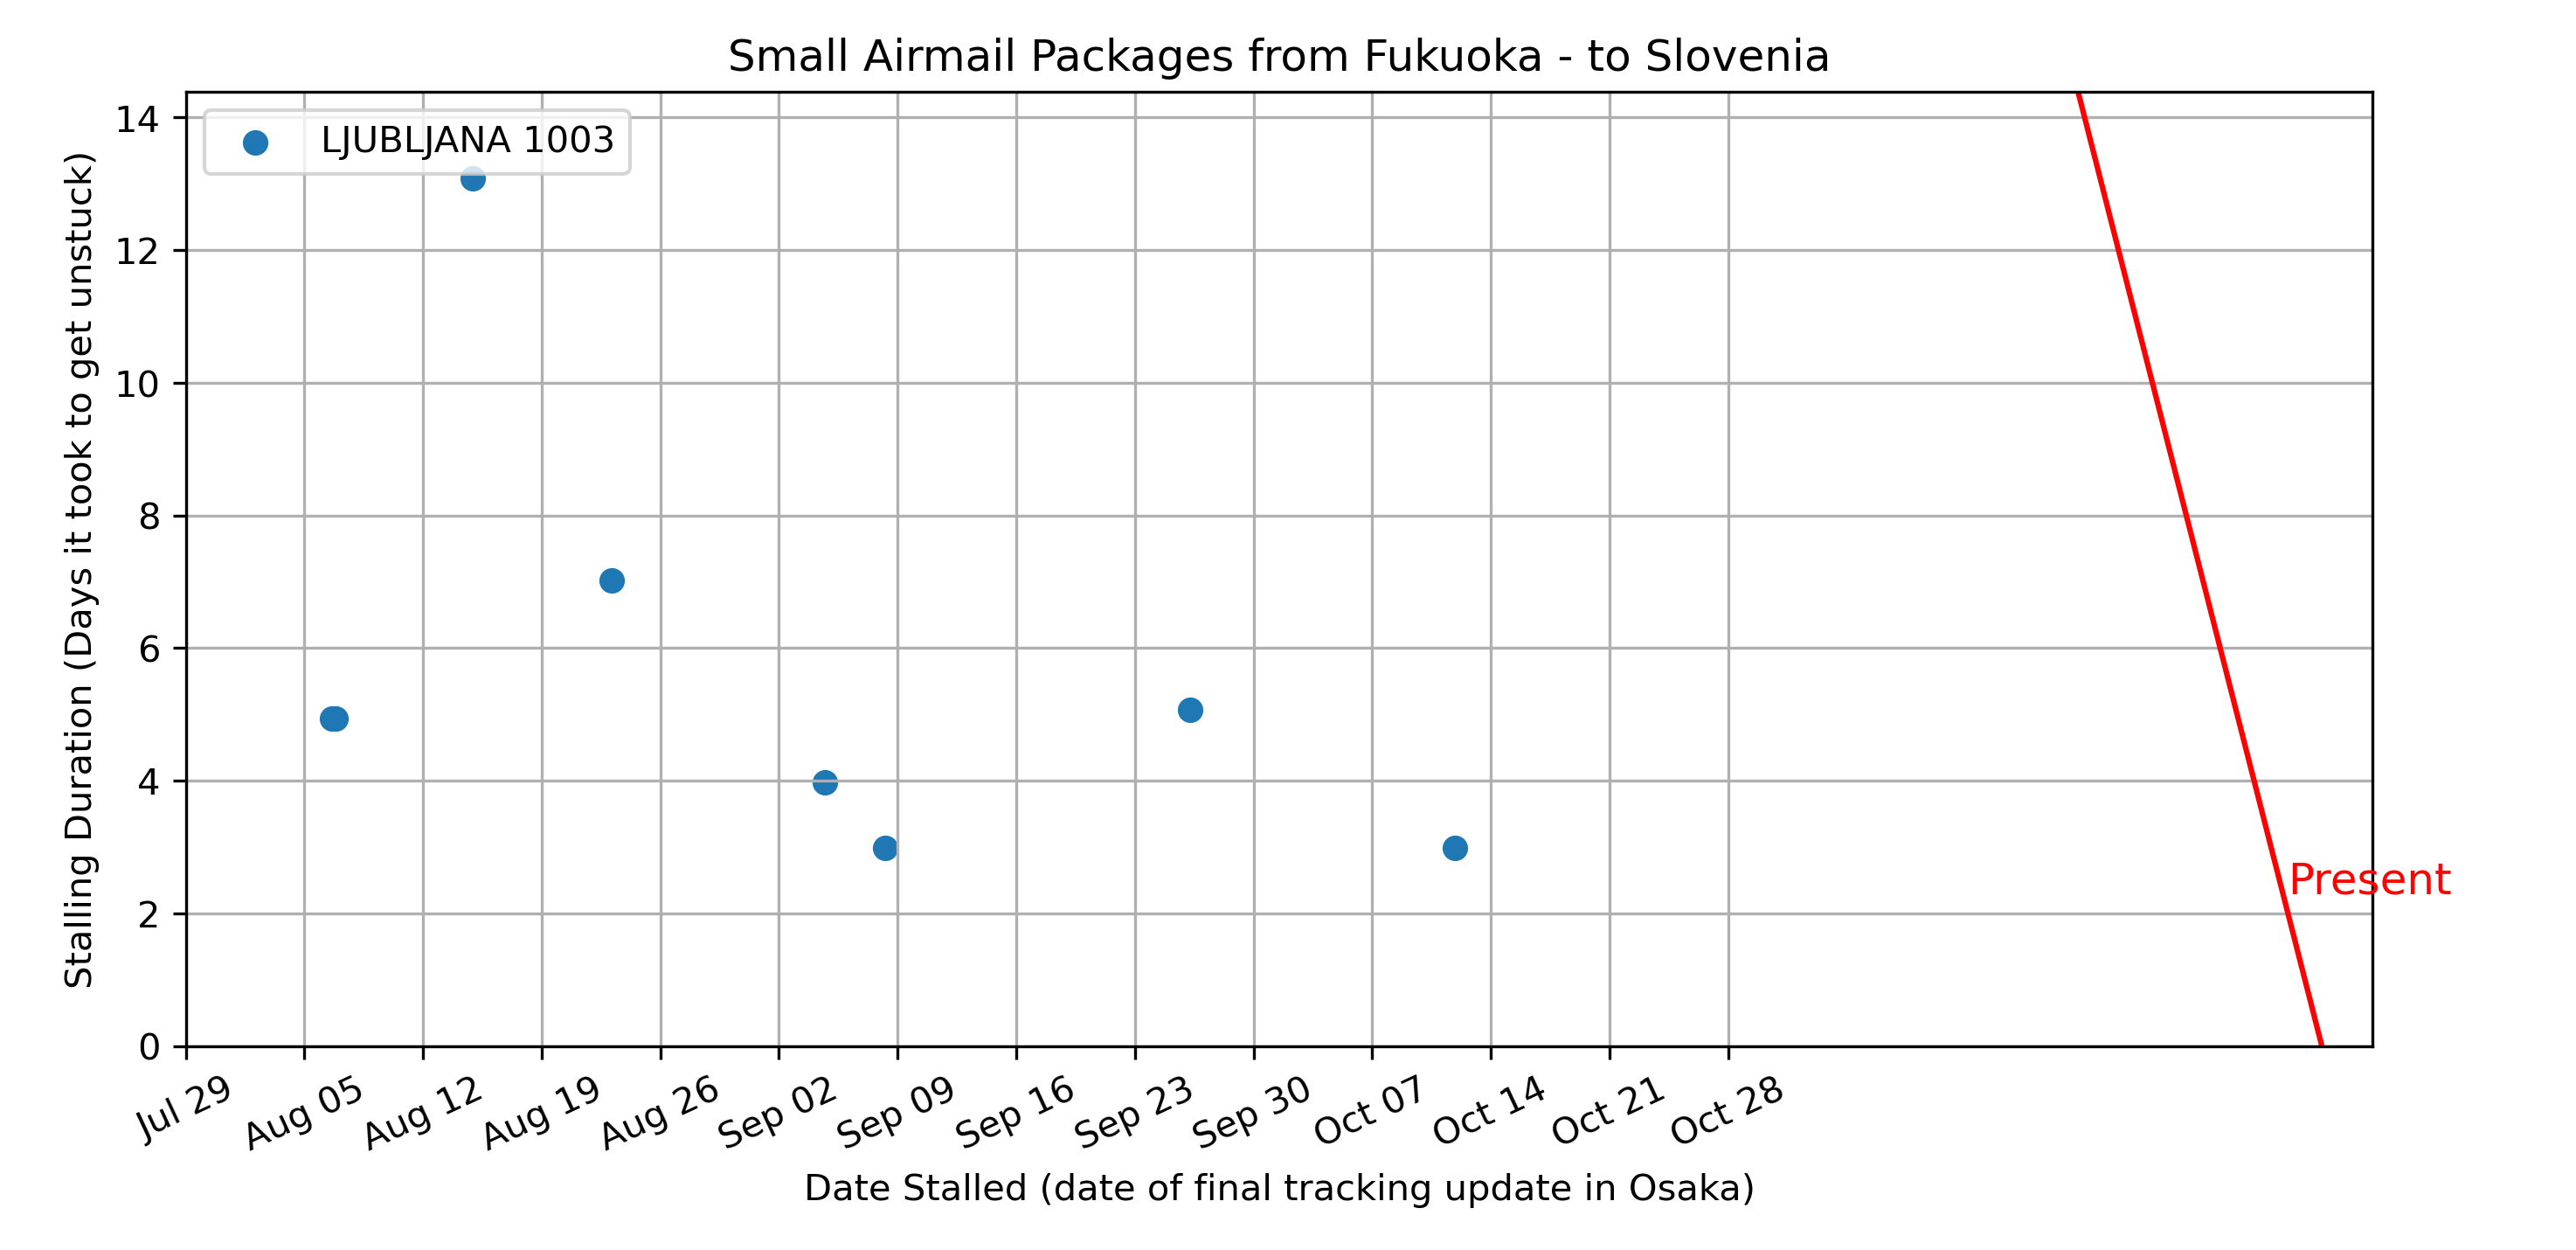 Small Airmail Packages from Fukuoka - to Slovenia
LJUBLJANA 1003
Stalling Duration (Days it took to get unstuck)
14
12
10
8
6
4
2
0
Present
Jul 29
Aug 05
Aug 12
Aug 19
Aug 26
Sep 02
Sep 09
Sep 16
Sep 23
Sep 30
Oct 07
Oct 14
Oct 21
Oct 28
Date Stalled (date of final tracking update in Osaka)